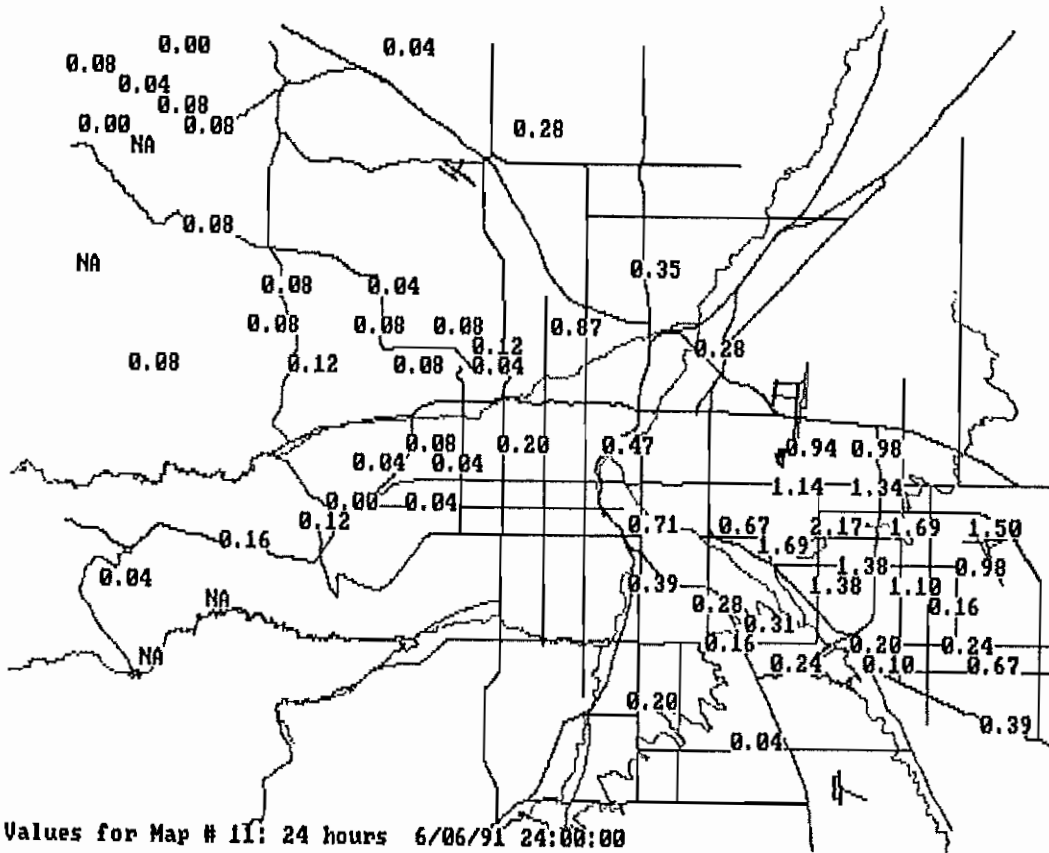 0.00 0.04
0.08
0.04
0.08
0.00 0.08 0.28
NA
0.08
NA 0.35
0.08 0.04
0.08 0.08 0.08 0.87
0.12 0.28
0.08 0.12 0.08 0.04
0.08 0.20 0.47 0.94 0.98
0.04 0.04
1.14 1.34
0.00 0.04
0.12 0.71 0.67 2.17 1.69 1.50
0.16 1.69
0.04 1.38 0.98
0.39 1.38 1.10
NA 0.28 0.16
0.31
0.16 0.20 0.24
NA 0.24 0.10 0.67
0.20
0.39
0.04
Values for Map # 11: 24 hours 6/06/91 24:00:00